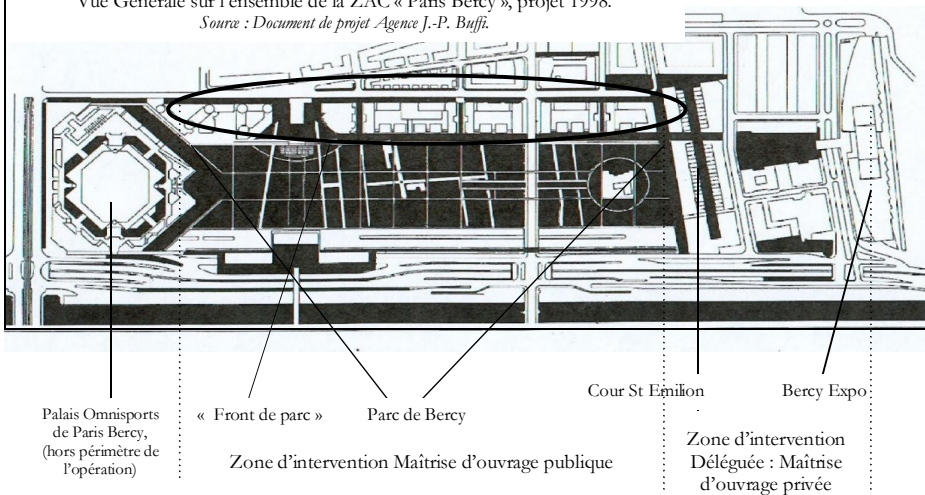 Vue Générale sur l'ensemble de la ZAC « Paris Bercy », projet 1998.
Source : Document de projet Agence J.-P. Buffi.
Palais Omnisports
de Paris Bercy,
(hors périmètre de
l'opération)
« Front de parc »
Parc de Bercy
Cour St Emilion
Bercy Expo
Zone d'intervention Maîtrise d'ouvrage publique
Zone d'intervention
Déléguée : Maîtrise
d'ouvrage privée